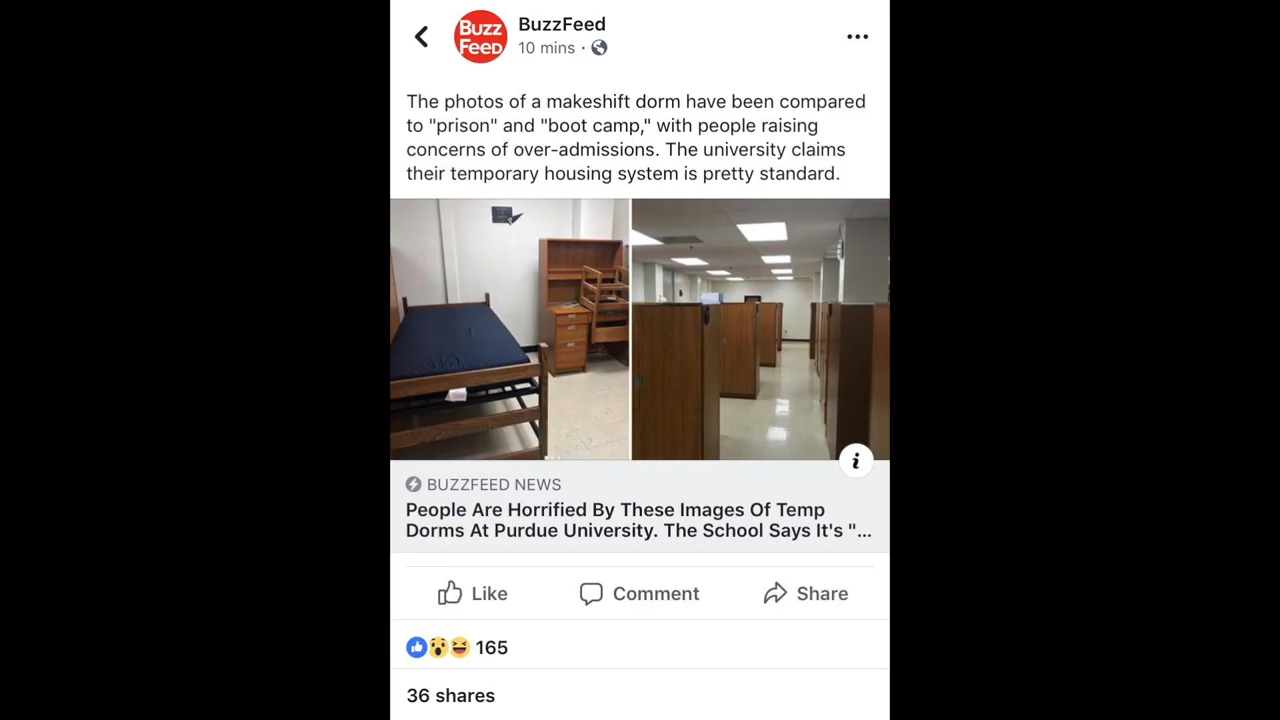 Buzz
FeeD
BuzzFeed
10 mins ·
The photos of a makeshift dorm have been compared
to "prison" and "boot camp," with people raising
concerns of over-admissions. The university claims
their temporary housing system is pretty standard.
i
BUZZFEED NEWS
People Are Horrified By These Images Of Temp
Dorms At Purdue University. The School Says It's "...
Like Comment Share
165
36 shares